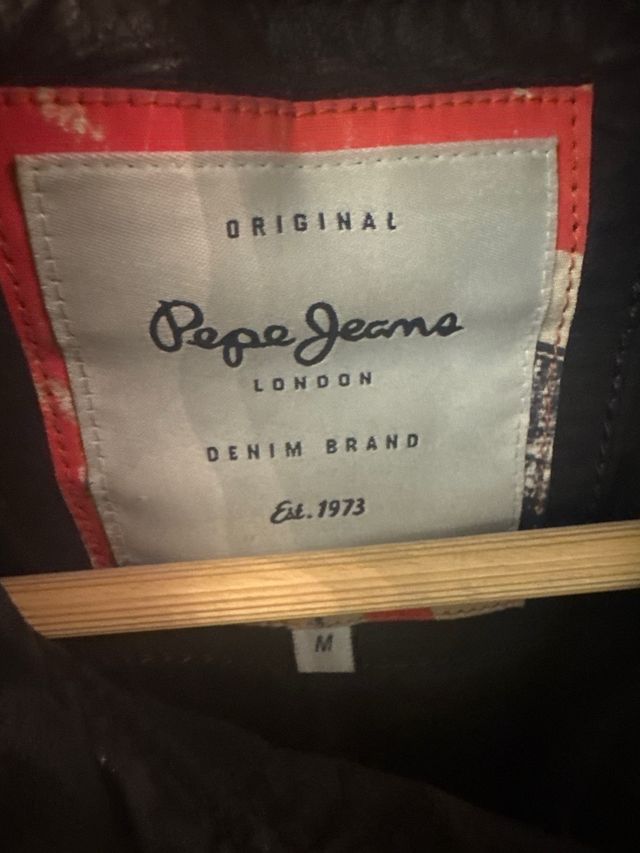 ORIGINAL
Pepe Jeans
LONDON
DENIM BRAND
Est. 1973
M